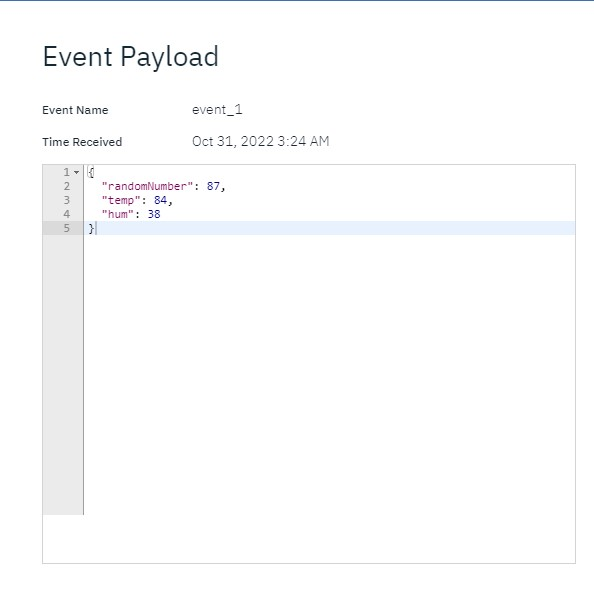 Event Payload
Event Name event_1
Time Received Oct 31, 2022 3:24 AM
1 {
2 "randomNumber": 87,
3 "temp": 84,
4 "hum": 38
5 }